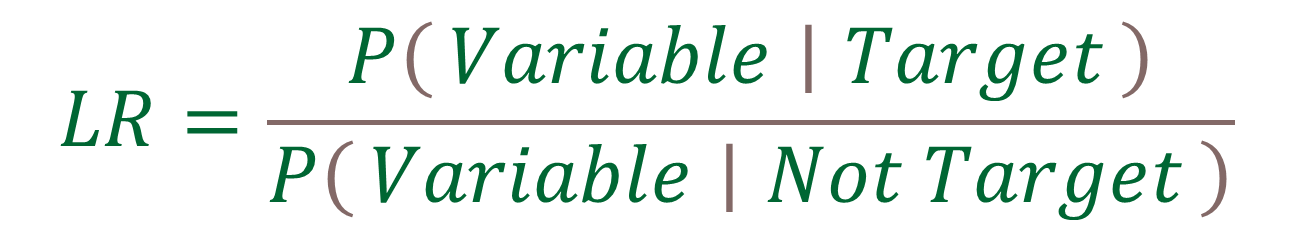 P( Variable | Target )
LR =
P( Variable | Not Target )